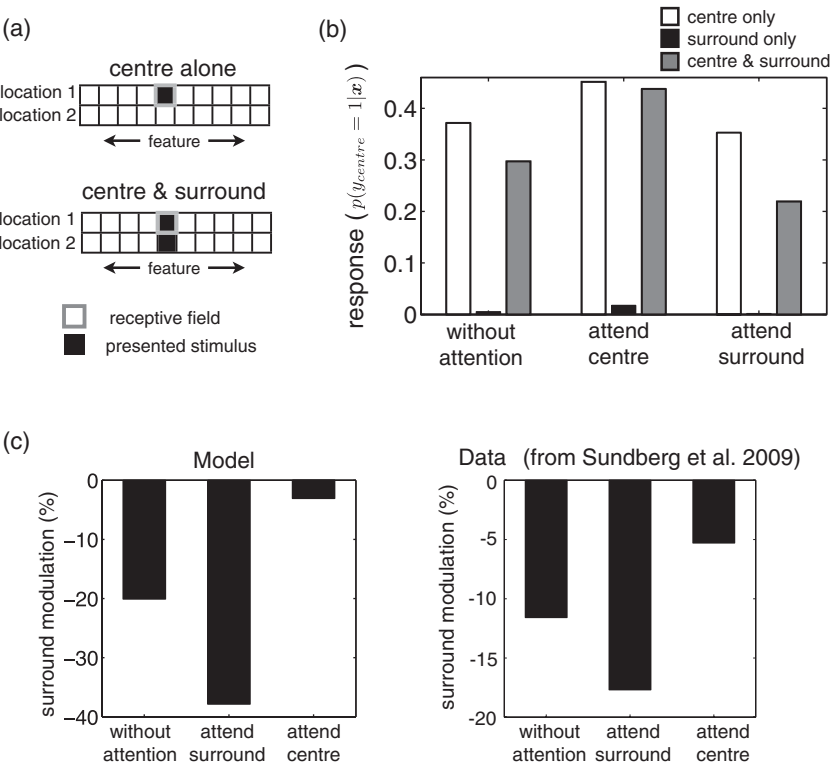 (a)
centre alone
location 1
location 2
feature
centre & surround
location 1
location 2
feature
receptive field
presented stimulus
(b)
centre only
surround only
centre & surround
response ( p(y_centre = 1|x) )
0.4
0.3
0.2
0.1
0
without attention
attend centre
attend surround
(c)
Model
surround modulation (%)
0
−10
−20
−30
−40
without attention
attend surround
attend centre
Data (from Sundberg et al. 2009)
surround modulation (%)
0
-5
-10
-15
-20
without attention
attend surround
attend centre